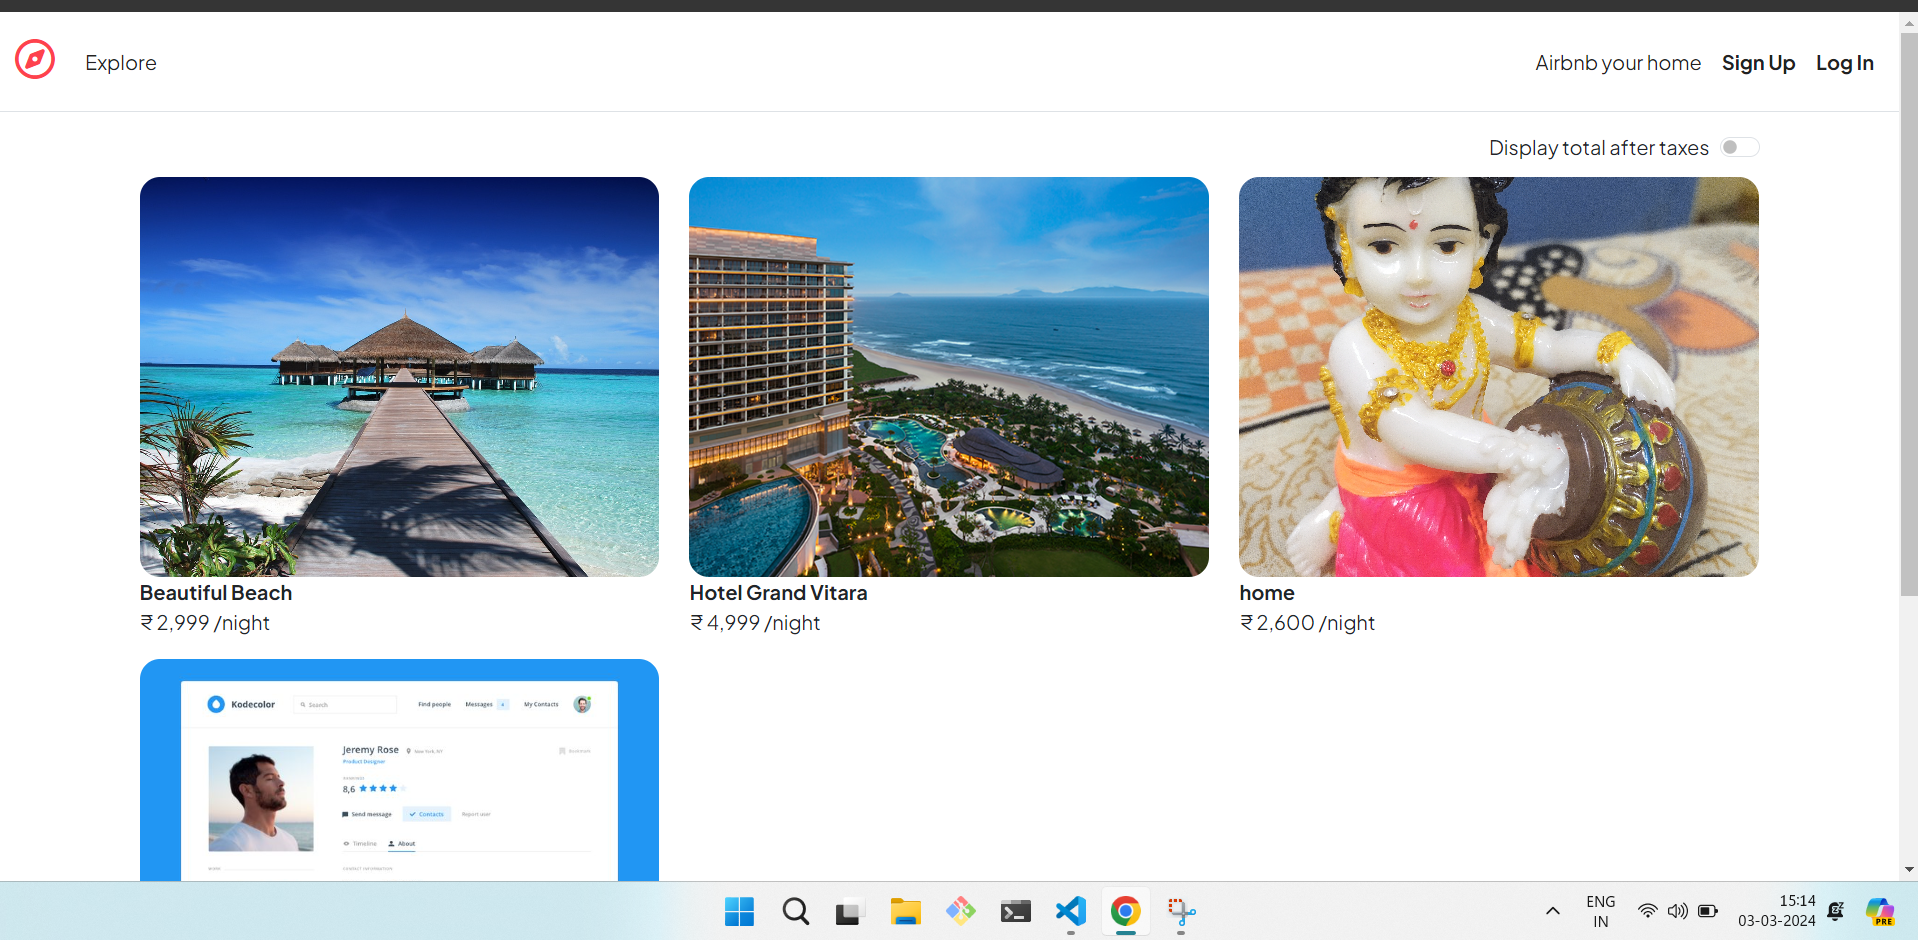 Explore
Airbnb your home Sign Up Log In
Display total after taxes
Beautiful Beach
₹ 2,999 /night
Hotel Grand Vitara
₹ 4,999 /night
home
₹ 2,600 /night
Kodecolor
Search
Find people Messages My Contacts
Jeremy Rose New York, NY
Product Designer
8,6
Send message Contacts Report user
Timeline About
CONTACT INFORMATION
ENG
IN
15:14
03-03-2024
PRE